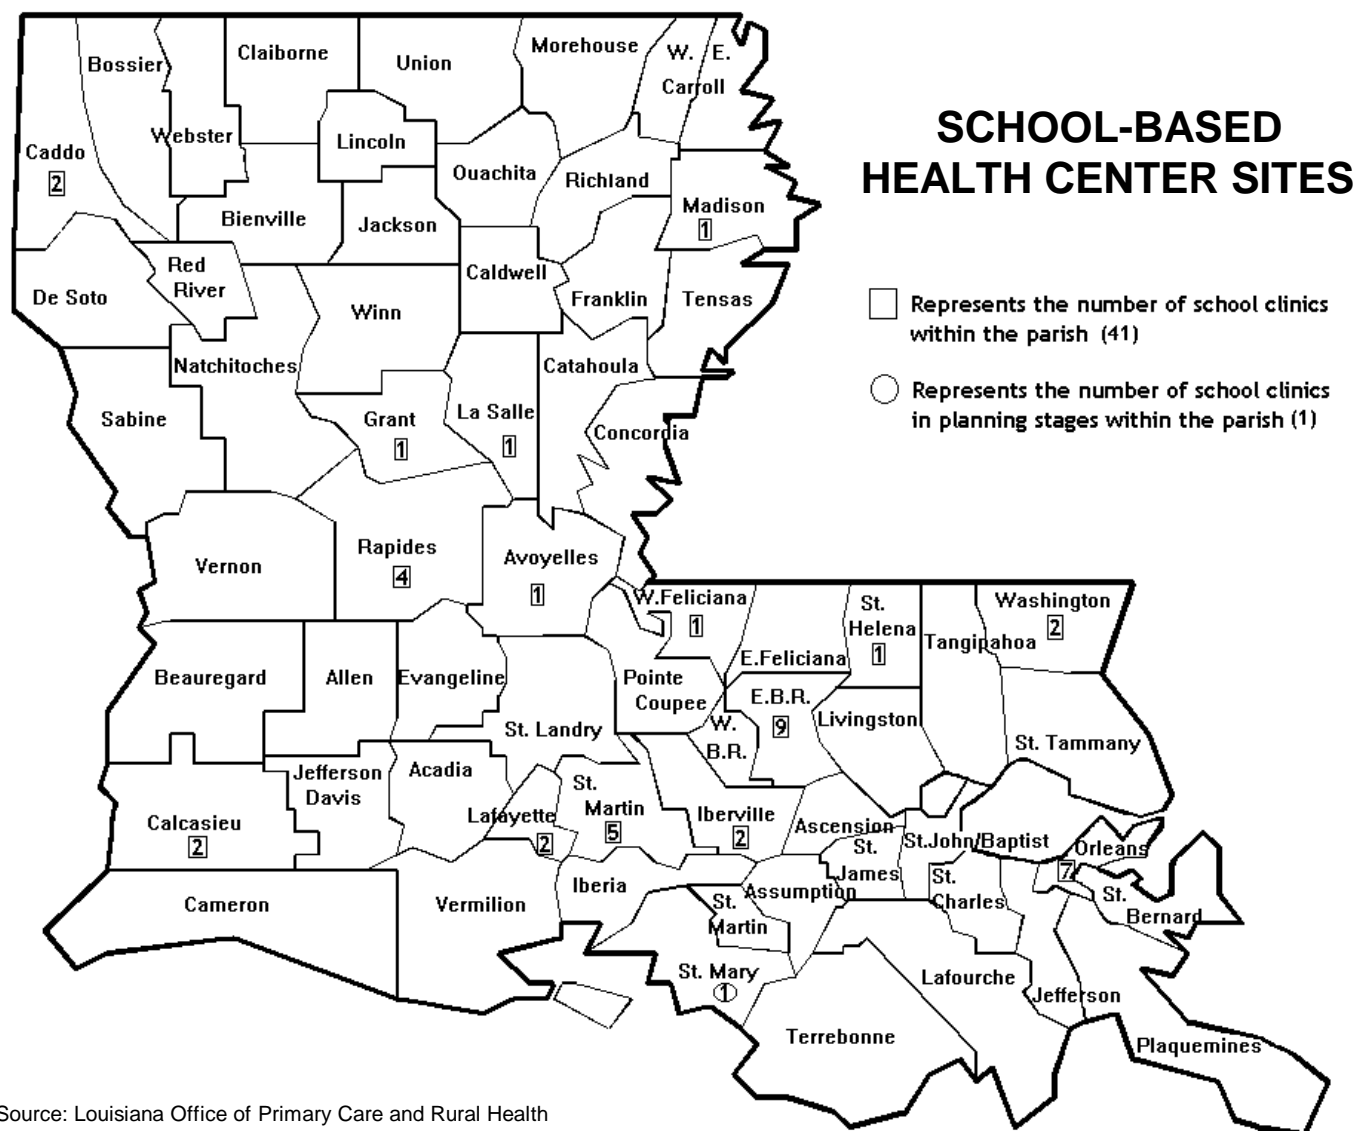 SCHOOL-BASED
HEALTH CENTER SITES
Represents the number of school clinics
within the parish (41)
Represents the number of school clinics
in planning stages within the parish (1)
Morehouse
W. E.
Carroll
Claiborne
Union
Bossier
Webster
Lincoln
Caddo
2
Ouachita
Richland
Madison
1
Bienville
Jackson
Red
River
Caldwell
De Soto
Franklin
Tensas
Winn
Natchitoches
Catahoula
Sabine
Grant
1
La Salle
1
Concordia
Rapides
4
Avoyelles
1
Vernon
W.Feliciana
1
St.
Helena
1
Washington
2
Tangipahoa
E.Feliciana
Beauregard
Allen
Evangeline
Pointe
Coupee
E.B.R.
9
W.
B.R.
Livingston
St. Landry
St. Tammany
Jefferson
Davis
Acadia
St.
Martin
5
Lafayette
2
Iberville
2
Calcasieu
2
Ascension
St.John/Baptist
Orleans
7
St.
James
St.
Charles
Iberia
Assumption
St.
Bernard
Cameron
Vermilion
St.
Martin
St. Mary
1
Lafourche
Jefferson
Terrebonne
Plaquemines
Source: Louisiana Office of Primary Care and Rural Health